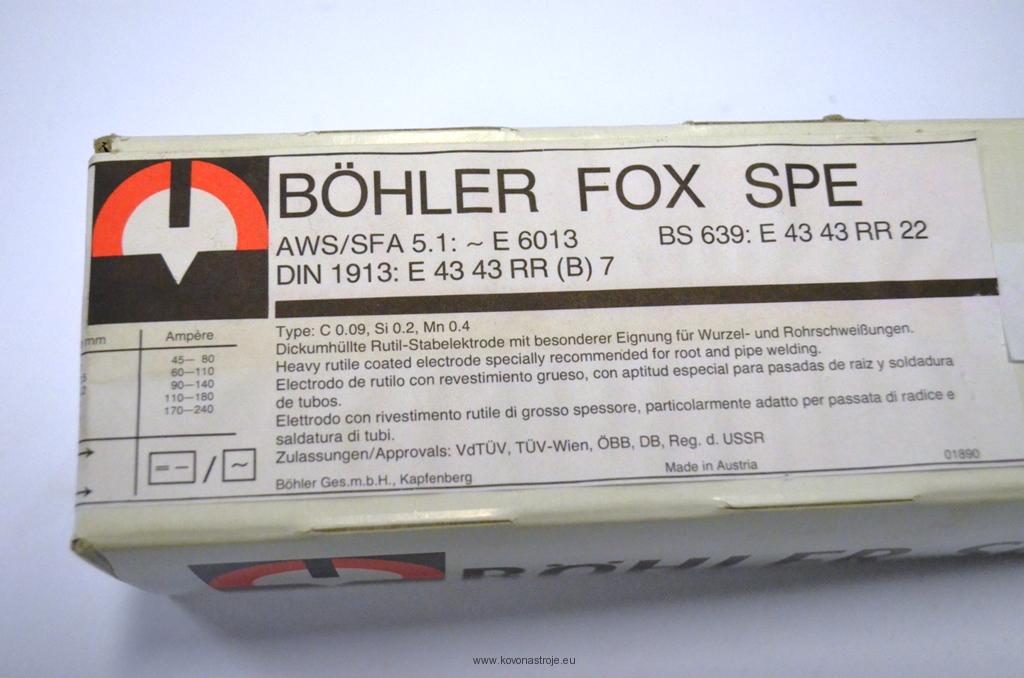 BÖHLER FOX SPE
AWS/SFA 5.1: ~ E 6013 BS 639: E 43 43 RR 22
DIN 1913: E 43 43 RR (B) 7
mm Ampère
45— 80
60—110
90—140
110—180
170—240
= − / ~
Type: C 0.09, Si 0.2, Mn 0.4
Dickumhüllte Rutil-Stabelektrode mit besonderer Eignung für Wurzel- und Rohrschweißungen.
Heavy rutile coated electrode specially recommended for root and pipe welding.
Electrodo de rutilo con revestimiento grueso, con aptitud especial para pasadas de raiz y soldadura
de tubos.
Elettrodo con rivestimento rutile di grosso spessore, particolarmente adatto per passata di radice e
saldatura di tubi.
Zulassungen/Approvals: VdTÜV, TÜV-Wien, ÖBB, DB, Reg. d. USSR
Böhler Ges.m.b.H., Kapfenberg Made in Austria 01890
BÖHLER
www.kovonastroje.eu